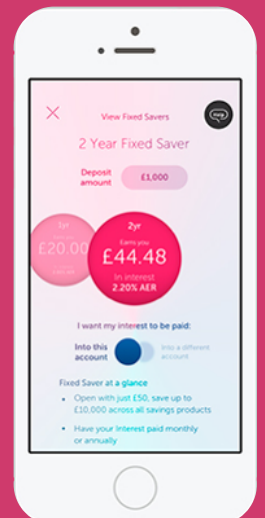 View Fixed Savers
Help
2 Year Fixed Saver
Deposit
amount
£1,000
1yr
£20.00
2yr
Earns you
£44.48
In interest
2.20% AER
I want my interest to be paid:
Into this
account
Into a different
account
Fixed Saver at a glance
• Open with just £50, save up to
£10,000 across all savings products
• Have your Interest paid monthly
or annually